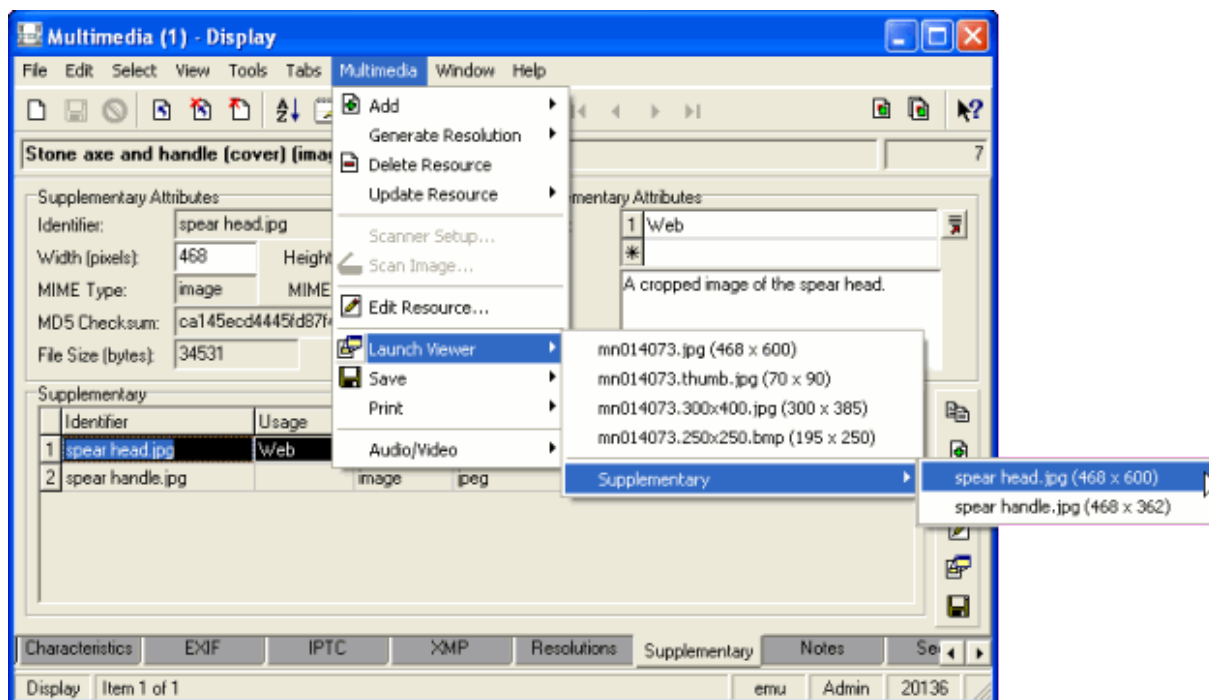 Multimedia (1) - Display
File Edit Select View Tools Tabs Multimedia Window Help
Stone axe and handle (cover) (ima
7
Add
Generate Resolution
Delete Resource
Update Resource
Scanner Setup...
Scan Image...
Edit Resource...
Launch Viewer
Save
Print
Audio/Video
Supplementary Attributes
Identifier: spear head.jpg
Width (pixels): 468 Height
MIME Type: image MIME
MD5 Checksum: ca145ecd4445fd87f
File Size (bytes): 34531
mentary Attributes
1 Web
A cropped image of the spear head.
mn014073.jpg (468 x 600)
mn014073.thumb.jpg (70 x 90)
mn014073.300x400.jpg (300 x 385)
mn014073.250x250.bmp (195 x 250)
Supplementary
spear head.jpg (468 x 600)
spear handle.jpg (468 x 362)
Supplementary
Identifier Usage
1 spear head.jpg Web
2 spear handle.jpg image jpeg
Characteristics EXIF IPTC XMP Resolutions Supplementary Notes Se
Display Item 1 of 1 emu Admin 20136